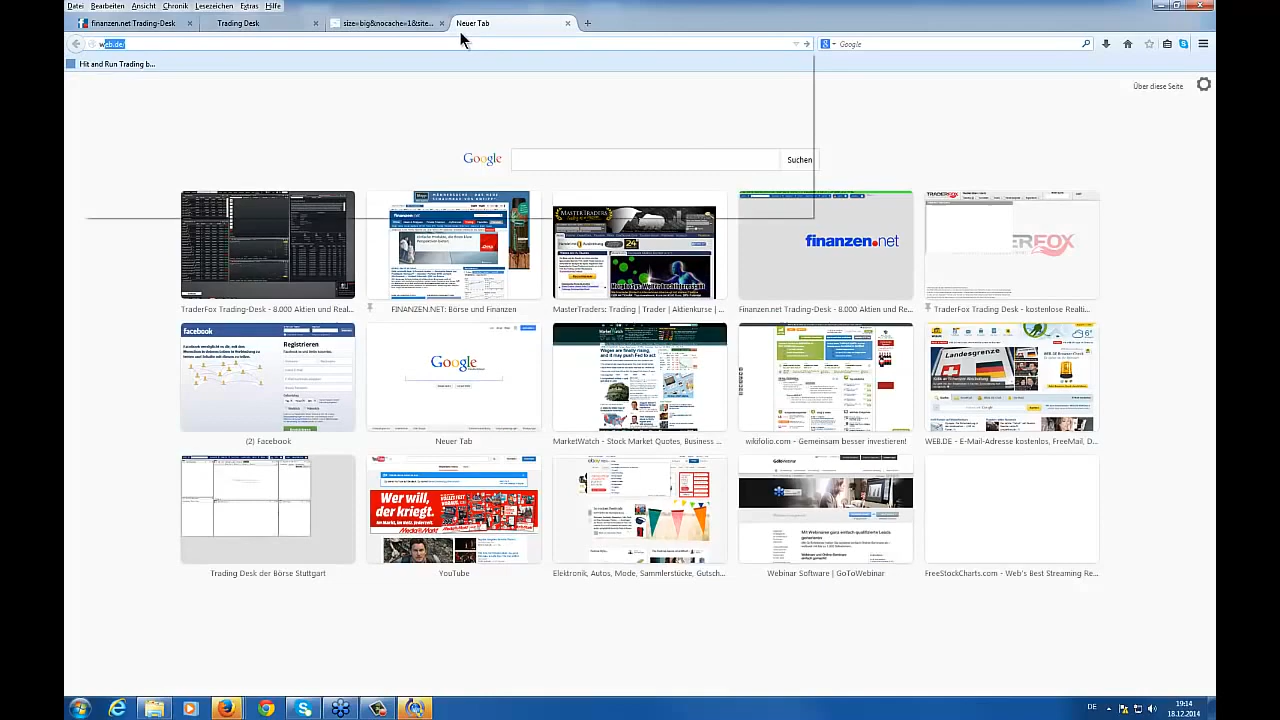 Datei Bearbeiten Ansicht Chronik Lesezeichen Extras Hilfe
finanzen.net Trading-Desk
Trading Desk
size=big&nocache=1&site...
Neuer Tab
web.de/
Google
Hit and Run Trading b...
Über diese Seite
Google
Suchen
MASTERTRADERS
finanzen.net
TRADERFOX
TraderFox Trading-Desk - 8.000 Aktien und Real...
FINANZEN.NET: Börse und Finanzen
MasterTraders: Trading | Trader | Aktienkurse | ...
Finanzen.net Trading-Desk - 8.000 Aktien und Re...
TraderFox Trading Desk - kostenlose Realti...
facebook
Registrieren
Google
Landesgrenze
(2) Facebook
Neuer Tab
MarketWatch - Stock Market Quotes, Business ...
wikifolio.com - Gemeinsam besser investieren!
WEB.DE - E-Mail-Adresse kostenlos, FreeMail, D...
Wer will,
der kriegt.
Trading Desk der Börse Stuttgart
YouTube
Elektronik, Autos, Mode, Sammlerstücke, Gutsch...
Webinar Software | GoToWebinar
FreeStockCharts.com - Web's Best Streaming Re...
DE
19:14
18.12.2014